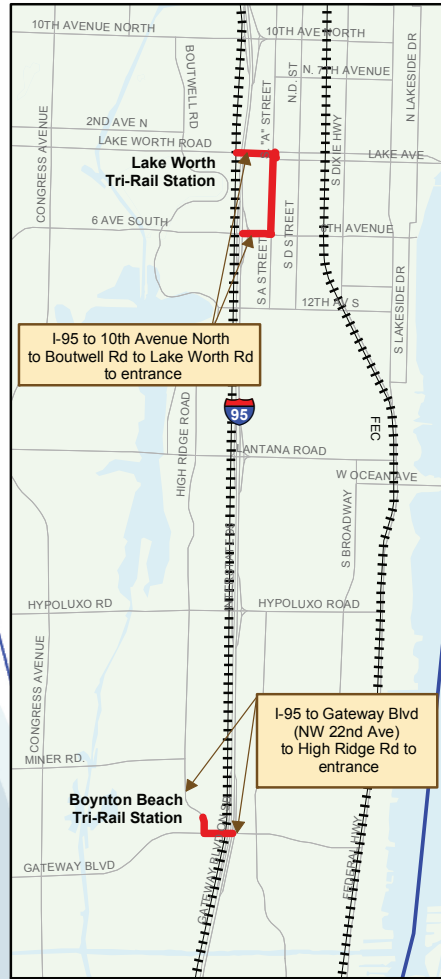 10TH AVENUE NORTH
10TH AVE NORTH
BOUTWELL RD
N. 7TH AVENUE
N.D. ST
N LAKESIDE DR
CONGRESS AVENUE
2ND AVE N
"A" STREET
S DIXIE HWY
LAKE WORTH ROAD
LAKE AVE
Lake Worth
Tri-Rail Station
6 AVE SOUTH
6TH AVENUE
S A STREET
S D STREET
12TH AV S
S LAKESIDE DR
I-95 to 10th Avenue North
to Boutwell Rd to Lake Worth Rd
to entrance
95
HIGH RIDGE ROAD
FEC
LANTANA ROAD
W OCEAN AVE
S BROADWAY
HYPOLUXO RD
HYPOLUXO ROAD
CONGRESS AVENUE
I-95 to Gateway Blvd
(NW 22nd Ave)
to High Ridge Rd to
entrance
MINER RD.
Boynton Beach
Tri-Rail Station
GATEWAY BLVD
GATEWAY BLVD
FEDERAL HWY